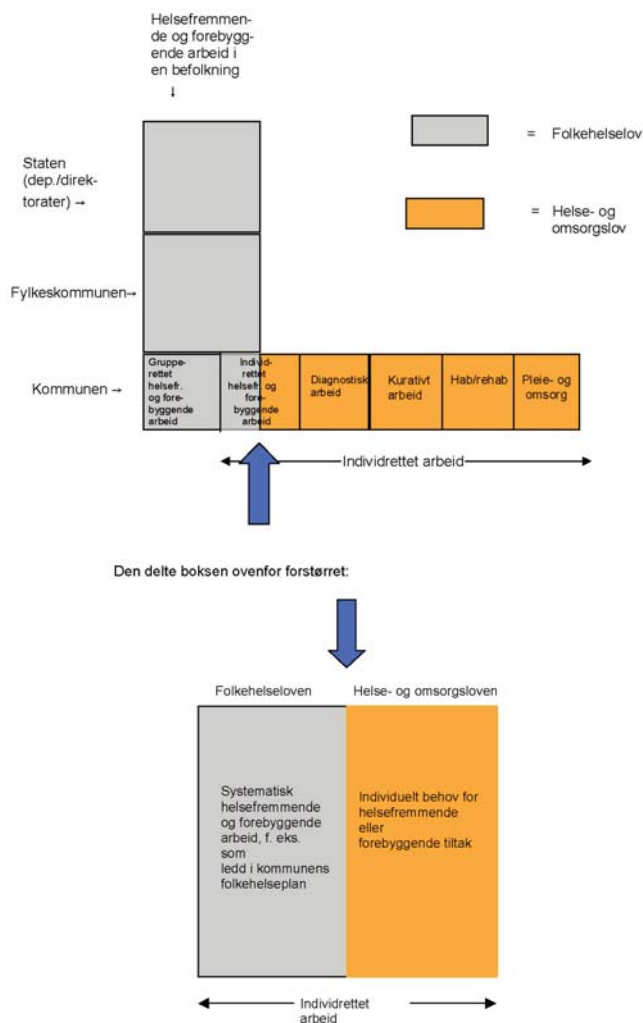 Helsefremmen-
de og forebygg-
ende arbeid i
en befolkning
↓
= Folkehelselov
Staten
(dep./direk-
torater) →
= Helse- og
omsorgslov
Fylkeskommunen→
Kommunen →
Gruppe-
rettet
helsefr.
og fore-
byggende
arbeid
Individ-
rettet
helsefr. og
fore-
byggende
arbeid
Diagnostisk
arbeid
Kurativt
arbeid
Hab/rehab
Pleie- og
omsorg
Individrettet arbeid
Den delte boksen ovenfor forstørret:
Folkehelseloven
Helse- og omsorgsloven
Systematisk
helsefremmende
og forebyggende
arbeid, f. eks.
som
ledd i kommunens
folkehelseplan
Individuelt behov for
helsefremmende
eller
forebyggende tiltak
Individrettet
arbeid